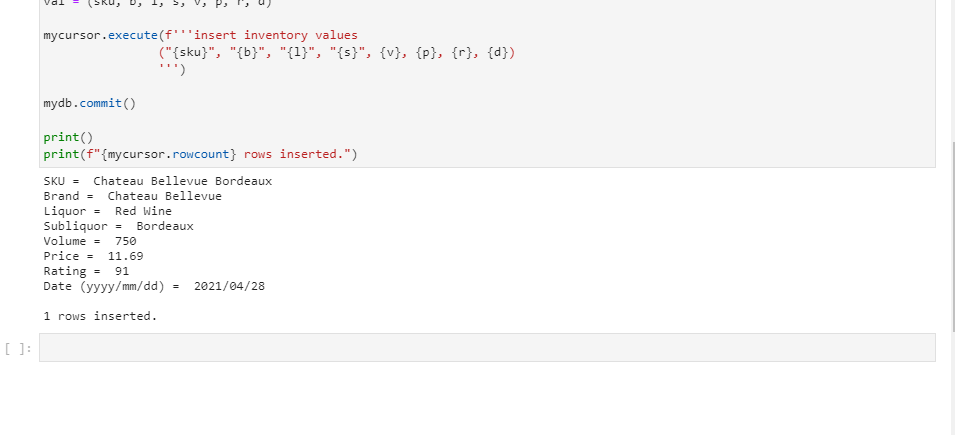 val = (sku, b, l, s, v, p, r, d)
mycursor.execute(f'''insert inventory values
("{sku}", "{b}", "{l}", "{s}", {v}, {p}, {r}, {d})
''')
mydb.commit()
print()
print(f"{mycursor.rowcount} rows inserted.")
SKU =  Chateau Bellevue Bordeaux
Brand =  Chateau Bellevue
Liquor =  Red Wine
Subliquor =  Bordeaux
Volume =  750
Price =  11.69
Rating =  91
Date (yyyy/mm/dd) =  2021/04/28
1 rows inserted.
[ ]: